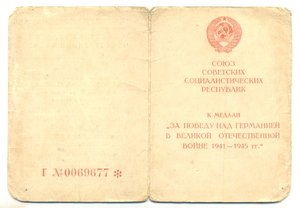 Г №0069677 *
СОЮЗ
СОВЕТСКИХ
СОЦИАЛИСТИЧЕСКИХ
РЕСПУБЛИК
К МЕДАЛИ
„ЗА ПОБЕДУ НАД ГЕРМАНИЕЙ
В ВЕЛИКОЙ ОТЕЧЕСТВЕННОЙ
ВОЙНЕ 1941—1945 гг."